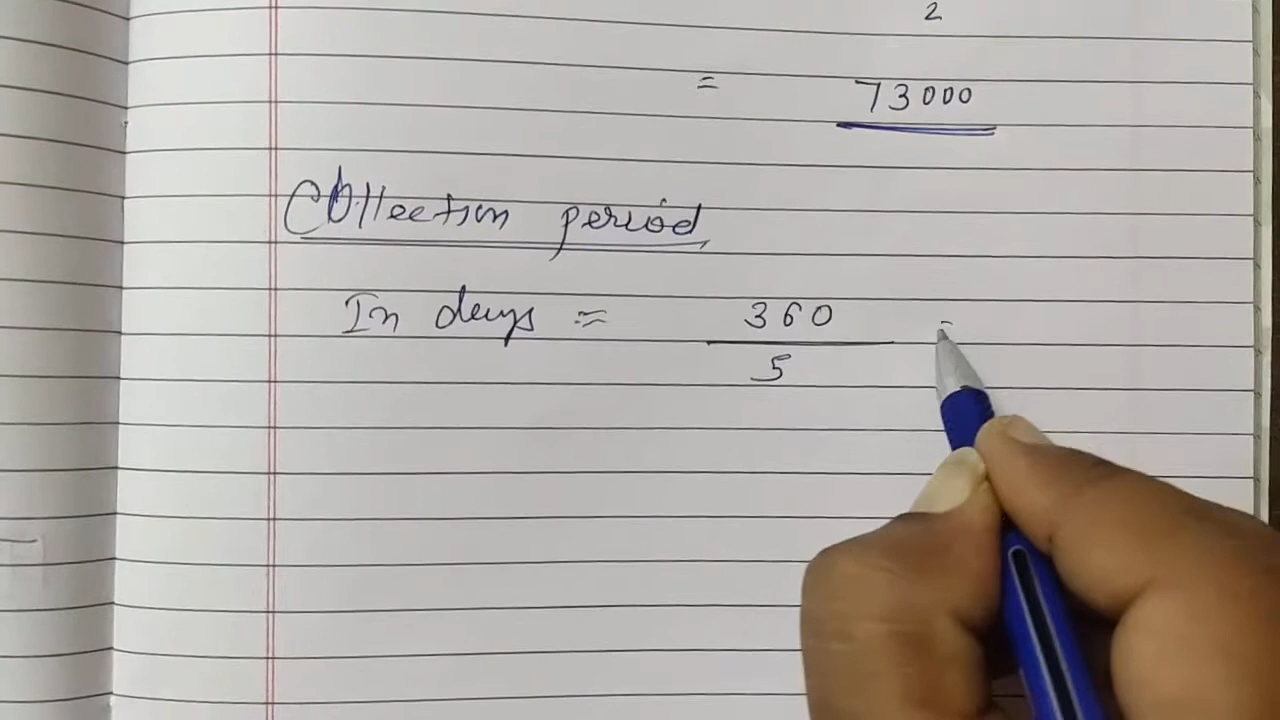 2
= 73000
Collection period
In days = 360 =
5